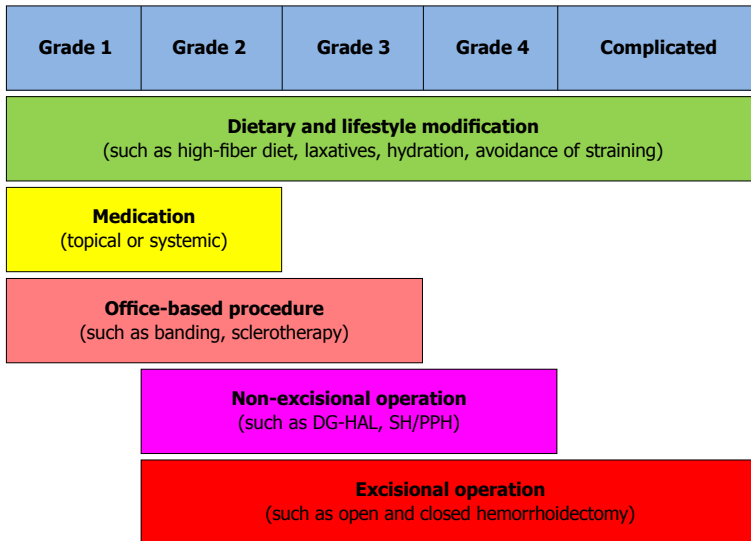 Grade 1 Grade 2 Grade 3 Grade 4 Complicated
Dietary and lifestyle modification
(such as high-fiber diet, laxatives, hydration, avoidance of straining)
Medication
(topical or systemic)
Office-based procedure
(such as banding, sclerotherapy)
Non-excisional operation
(such as DG-HAL, SH/PPH)
Excisional operation
(such as open and closed hemorrhoidectomy)